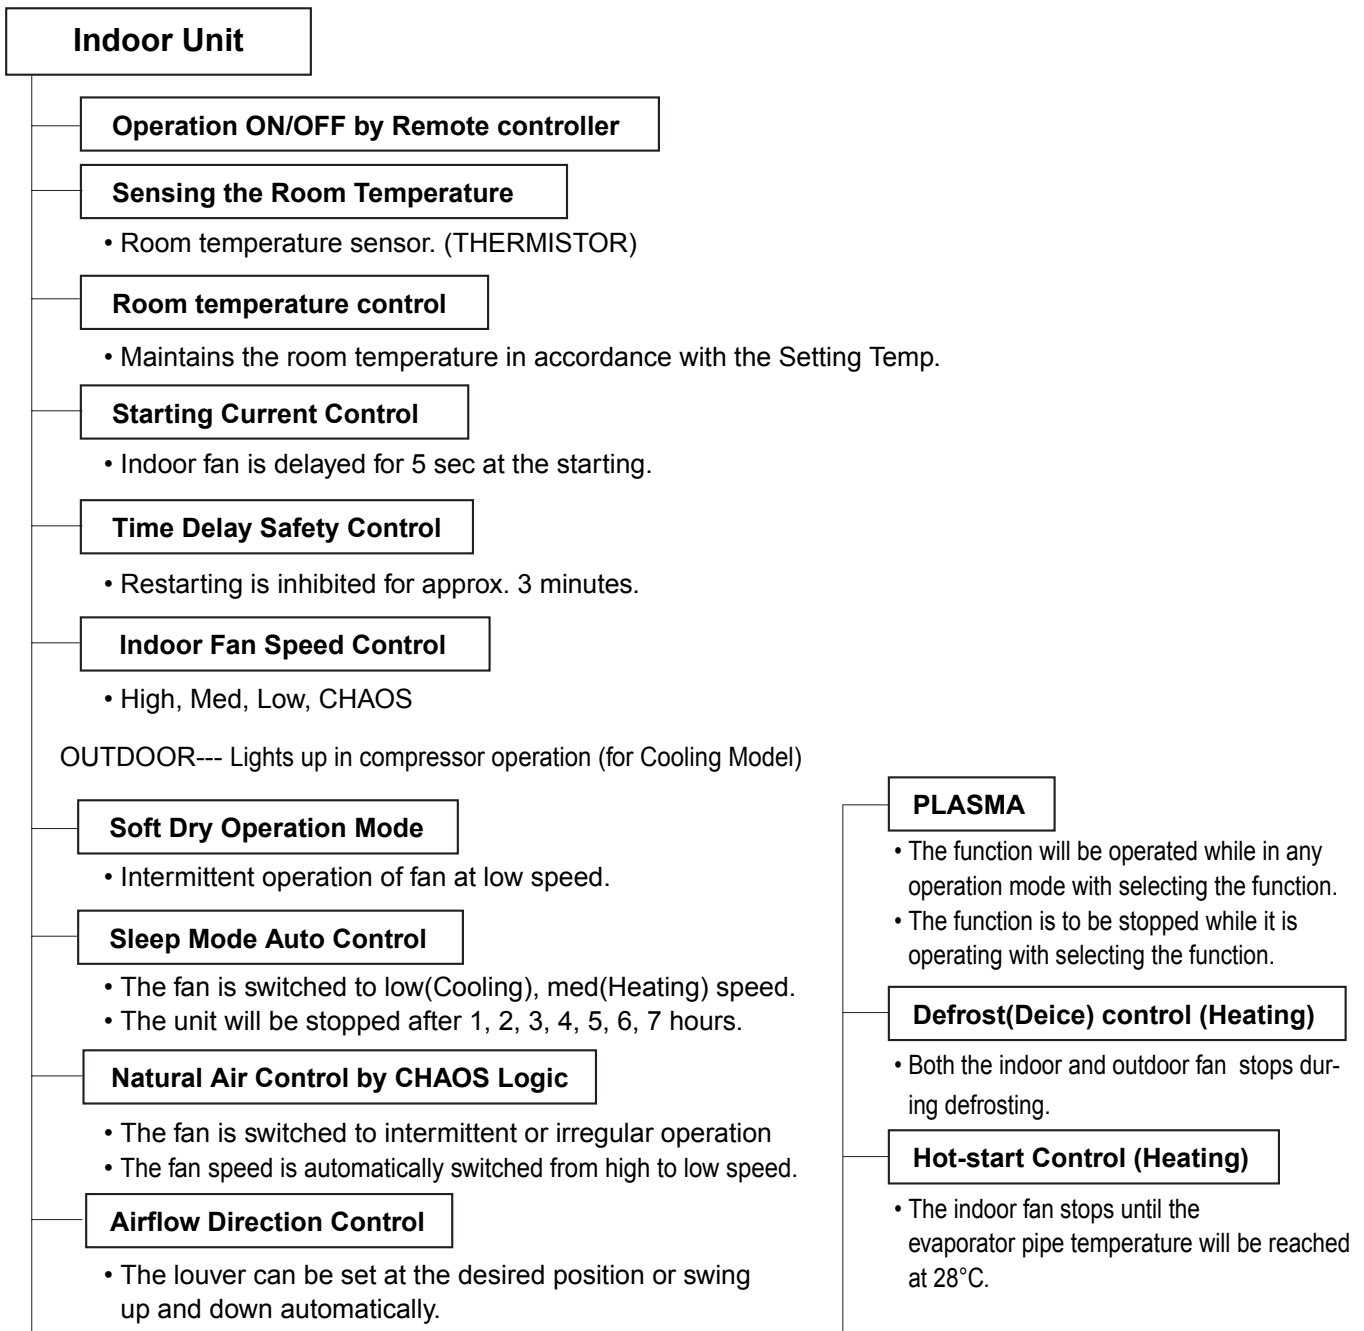 Indoor Unit
Operation ON/OFF by Remote controller
Sensing the Room Temperature
• Room temperature sensor. (THERMISTOR)
Room temperature control
• Maintains the room temperature in accordance with the Setting Temp.
Starting Current Control
• Indoor fan is delayed for 5 sec at the starting.
Time Delay Safety Control
• Restarting is inhibited for approx. 3 minutes.
Indoor Fan Speed Control
• High, Med, Low, CHAOS
OUTDOOR--- Lights up in compressor operation (for Cooling Model)
Soft Dry Operation Mode
• Intermittent operation of fan at low speed.
Sleep Mode Auto Control
• The fan is switched to low(Cooling), med(Heating) speed.
• The unit will be stopped after 1, 2, 3, 4, 5, 6, 7 hours.
Natural Air Control by CHAOS Logic
• The fan is switched to intermittent or irregular operation
• The fan speed is automatically switched from high to low speed.
Airflow Direction Control
• The louver can be set at the desired position or swing
up and down automatically.
PLASMA
• The function will be operated while in any
operation mode with selecting the function.
• The function is to be stopped while it is
operating with selecting the function.
Defrost(Deice) control (Heating)
• Both the indoor and outdoor fan stops dur-
ing defrosting.
Hot-start Control (Heating)
• The indoor fan stops until the
evaporator pipe temperature will be reached
at 28°C.